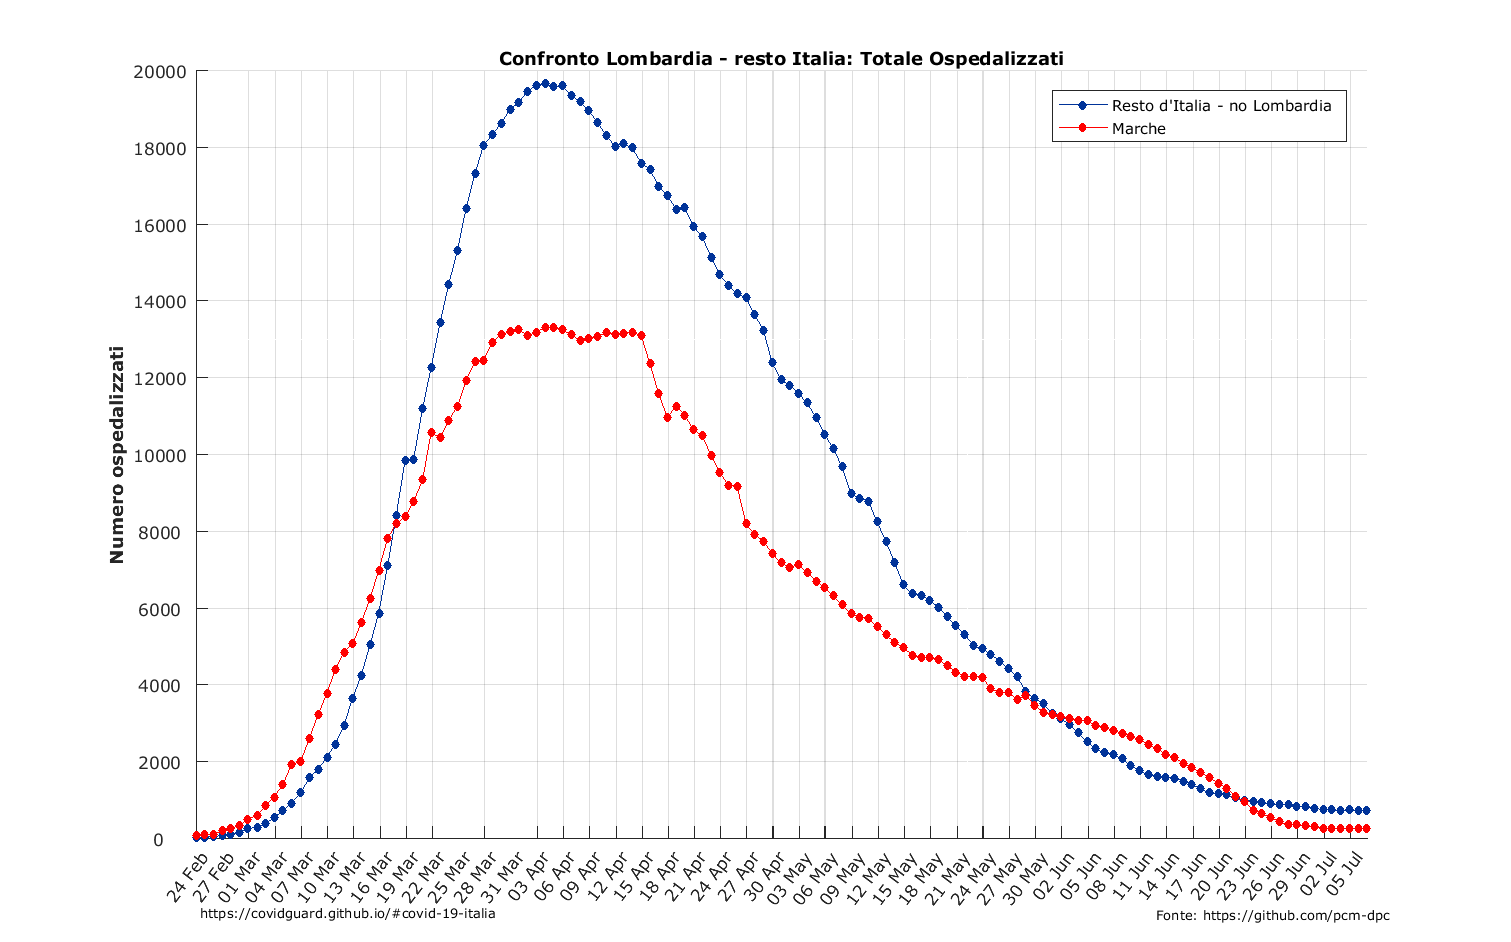 Confronto Lombardia - resto Italia: Totale Ospedalizzati
Resto d'Italia - no Lombardia
Marche
Numero ospedalizzati
20000
18000
16000
14000
12000
10000
8000
6000
4000
2000
0
24 Feb
27 Feb
01 Mar
04 Mar
07 Mar
10 Mar
13 Mar
16 Mar
19 Mar
22 Mar
25 Mar
28 Mar
31 Mar
03 Apr
06 Apr
09 Apr
12 Apr
15 Apr
18 Apr
21 Apr
24 Apr
27 Apr
30 Apr
03 May
06 May
09 May
12 May
15 May
18 May
21 May
24 May
27 May
30 May
02 Jun
05 Jun
08 Jun
11 Jun
14 Jun
17 Jun
20 Jun
23 Jun
26 Jun
29 Jun
02 Jul
05 Jul
https://covidguard.github.io/#covid-19-italia
Fonte: https://github.com/pcm-dpc